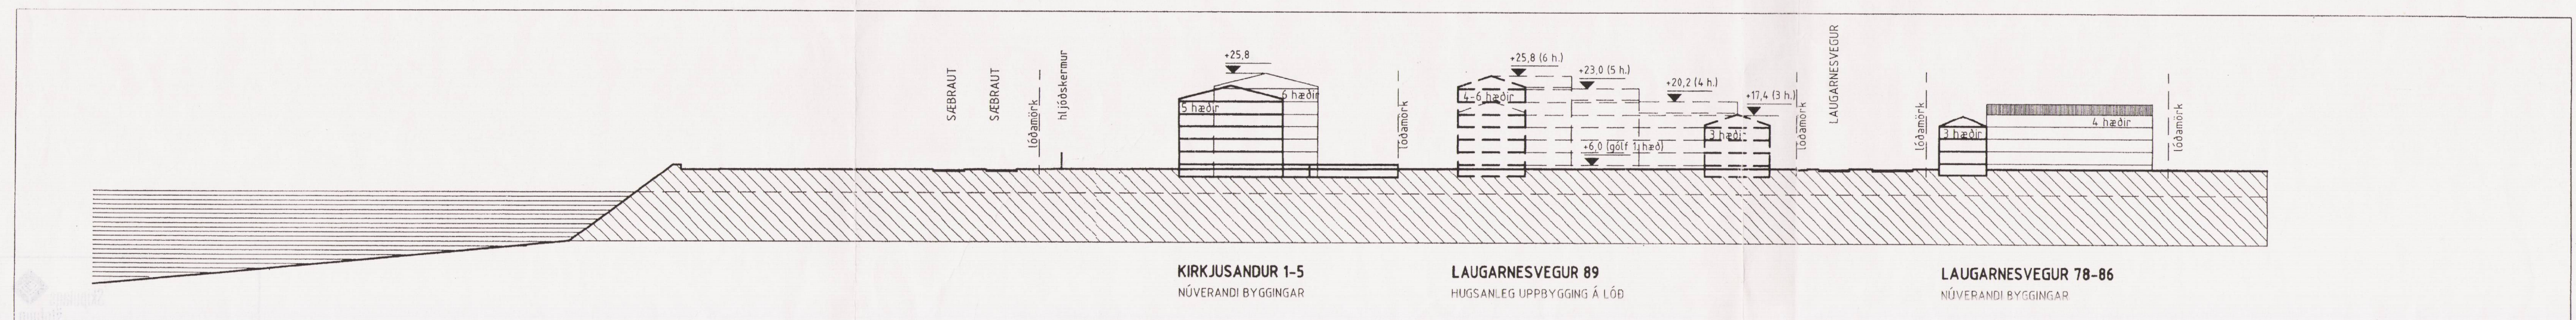 SÆBRAUT
SÆBRAUT
lóðamörk
hljóðskermur
+25,8
5 hæðir
6 hæðir
lóðamörk
+25,8 (6 h.)
4-6 hæðir
+23,0 (5 h.)
+20,2 (4 h.)
+17,4 (3 h.)
3 hæðir
+6,0 (gólf 1. hæð)
lóðamörk
LAUGARNESVEGUR
lóðamörk
3 hæðir
4 hæðir
lóðamörk
KIRKJUSANDUR 1-5
NÚVERANDI BYGGINGAR
LAUGARNESVEGUR 89
HUGSANLEG UPPBYGGING Á LÓÐ
LAUGARNESVEGUR 78-86
NÚVERANDI BYGGINGAR